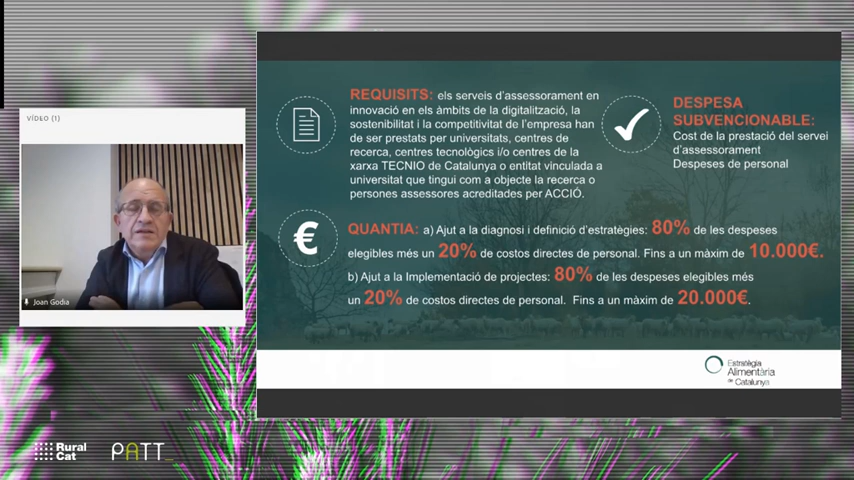 VÍDEO (1)
Joan Godia
REQUISITS: els serveis d'assessorament en
innovació en els àmbits de la digitalització, la
sostenibilitat i la competitivitat de l'empresa han
de ser prestats per universitats, centres de
recerca, centres tecnològics i/o centres de la
xarxa TECNIO de Catalunya o entitat vinculada a
universitat que tingui com a objecte la recerca o
persones assessores acreditades per ACCIÓ.
DESPESA
SUBVENCIONABLE:
Cost de la prestació del servei
d'assessorament
Despeses de personal
QUANTIA: a) Ajut a la diagnosi i definició d'estratègies: 80% de les despeses
elegibles més un 20% de costos directes de personal. Fins a un màxim de 10.000€.
b) Ajut a la Implementació de projectes: 80% de les despeses elegibles més
un 20% de costos directes de personal. Fins a un màxim de 20.000€.
Estratègia
Alimentària
de Catalunya
Rural
Cat
PATT_